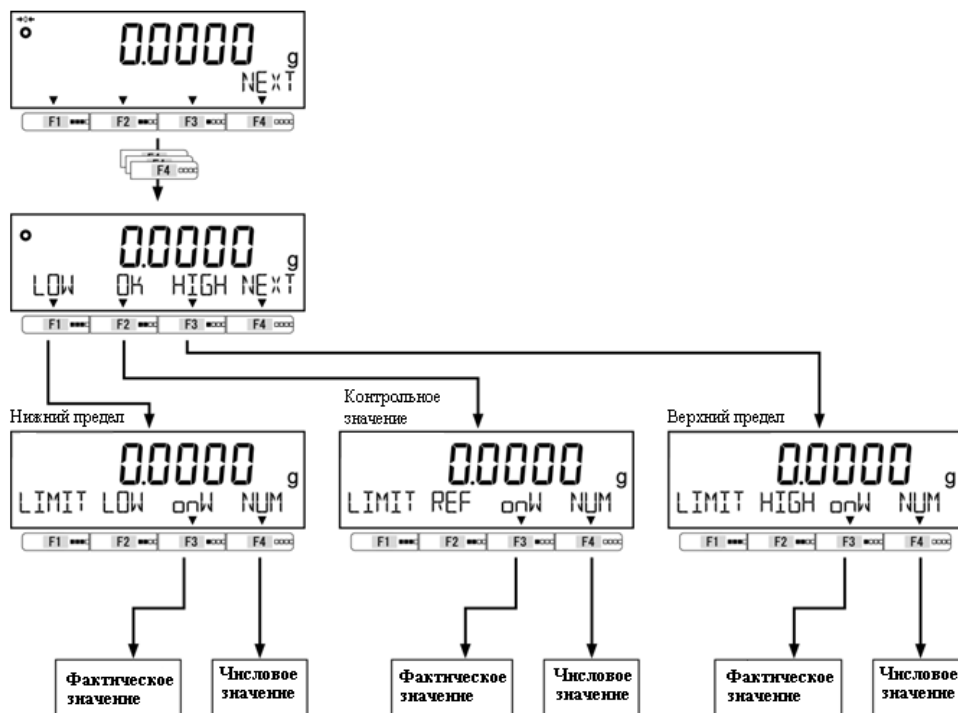 →0←
0.0000 g
NEXT
F1 F2 F3 F4
F4
0.0000 g
LOW OK HIGH NEXT
F1 F2 F3 F4
Нижний предел
0.0000 g
LIMIT LOW onW NUM
F1 F2 F3 F4
Фактическое
значение
Числовое
значение
Контрольное
значение
0.0000 g
LIMIT REF onW NUM
F1 F2 F3 F4
Фактическое
значение
Числовое
значение
Верхний предел
0.0000 g
LIMIT HIGH onW NUM
F1 F2 F3 F4
Фактическое
значение
Числовое
значение